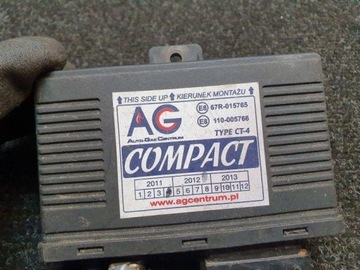 ↑THIS SIDE UP↑KIERUNEK MONTAŻU↑
AG
AUTO-GAZ CENTRUM
E8 67R-015765
E8 110-005766
TYPE CT-4
COMPACT
2011 2012 2013
1 2 3 5 6 7 8 9 10 11 12
www.agcentrum.pl